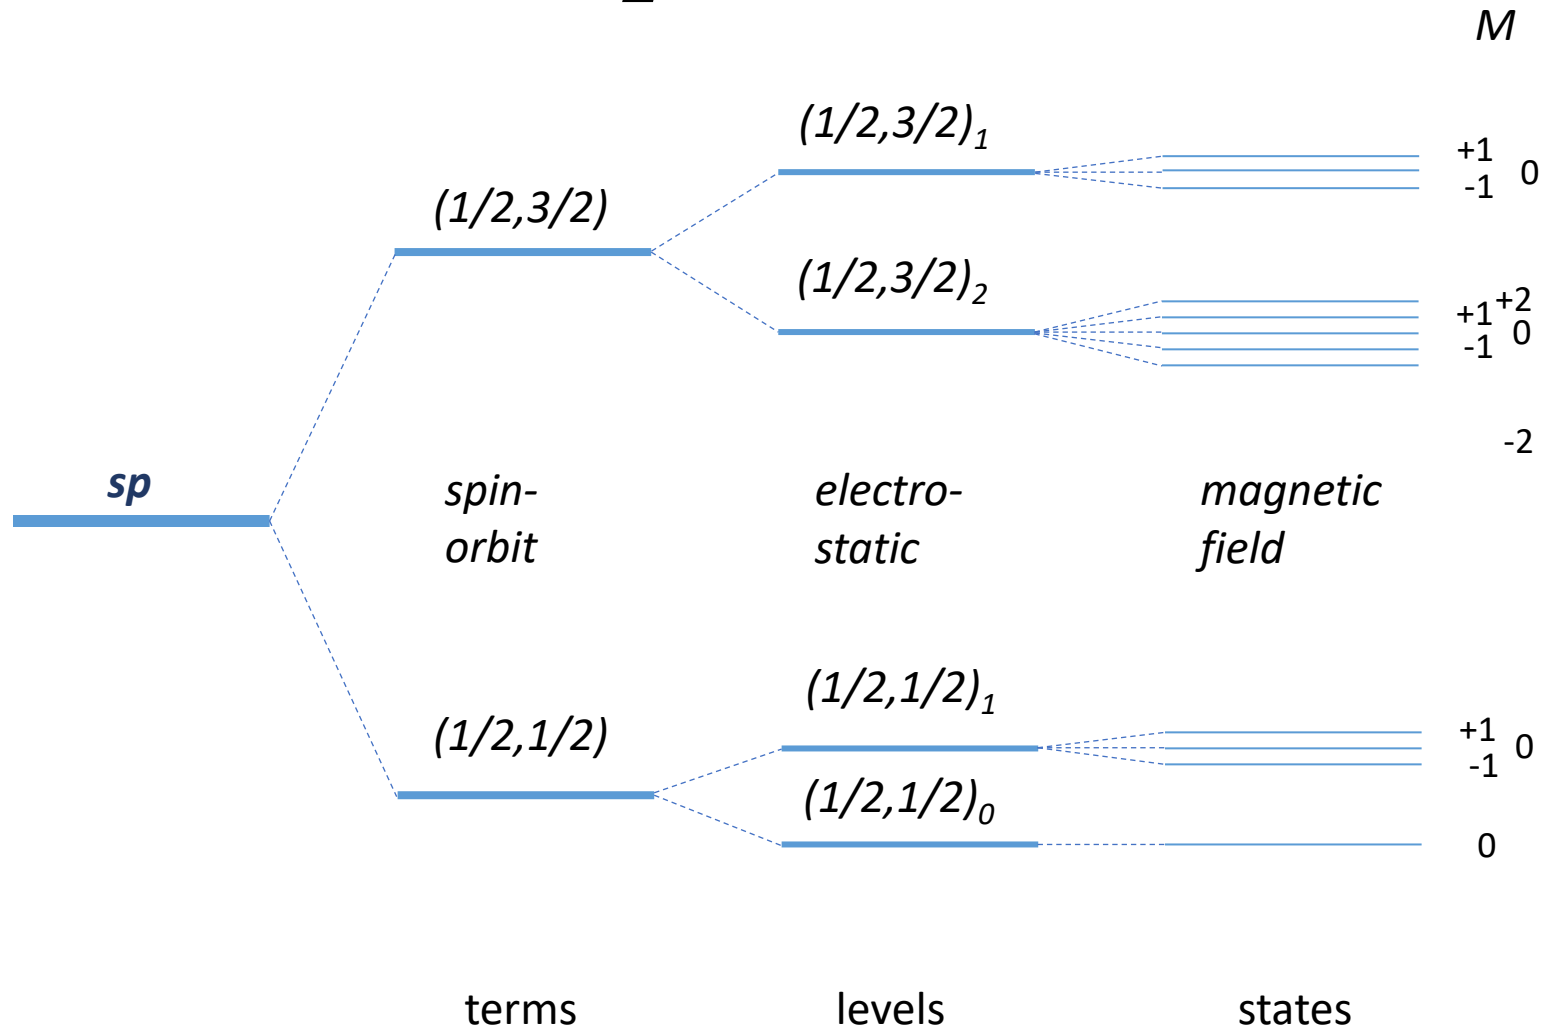 M
(1/2,3/2)1
+1
0
-1
(1/2,3/2)
(1/2,3/2)2
+2
+1
0
-1
-2
sp
spin-
orbit
electro-
static
magnetic
field
(1/2,1/2)1
(1/2,1/2)
+1
0
-1
(1/2,1/2)0
0
terms
levels
states